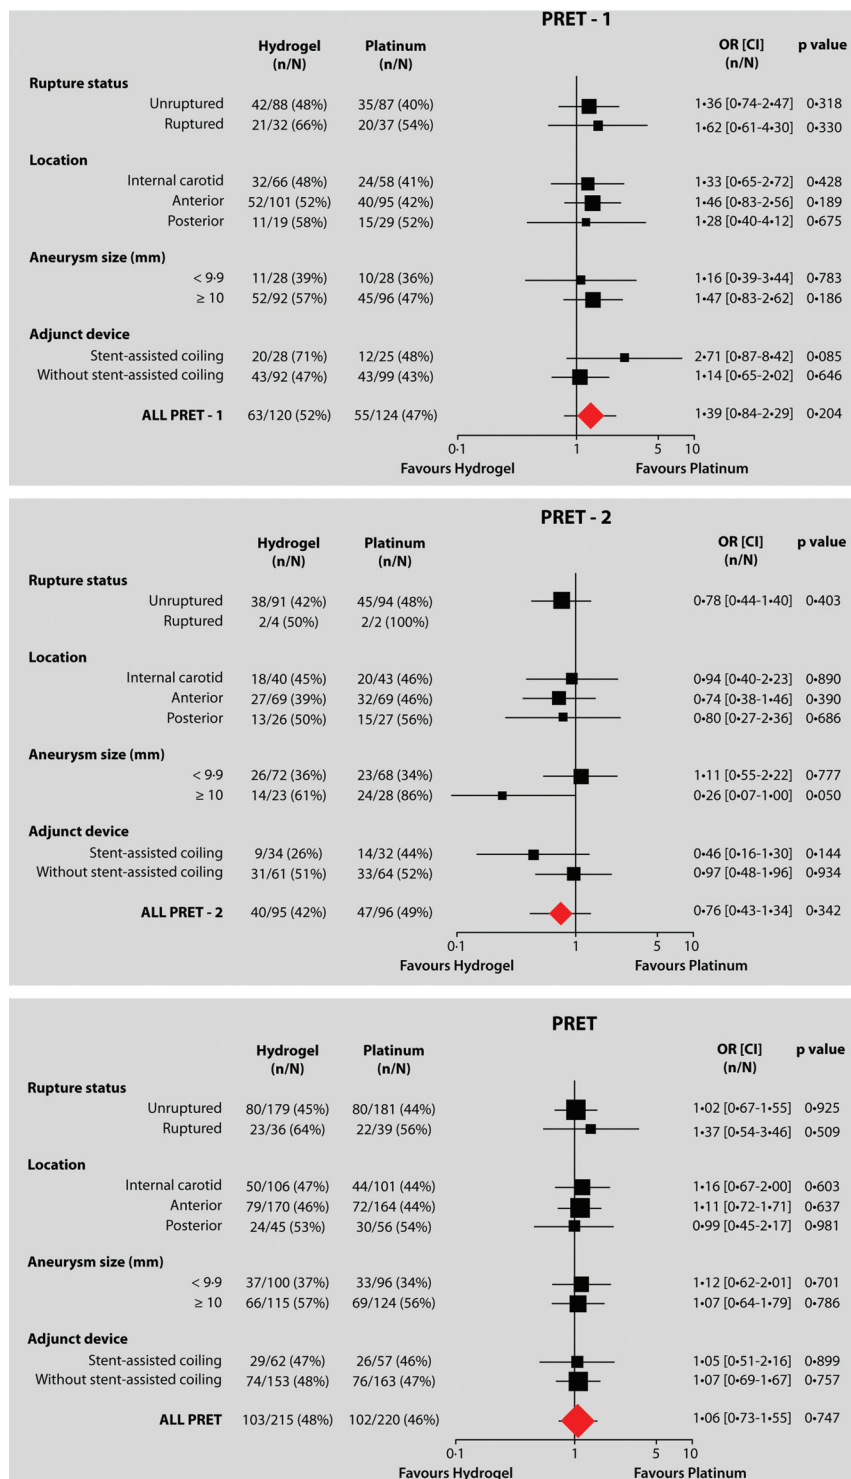 PRET - 1
Hydrogel Platinum OR [CI] p value
(n/N) (n/N) (n/N)
Rupture status
Unruptured 42/88 (48%) 35/87 (40%) 1•36 [0•74-2•47] 0•318
Ruptured 21/32 (66%) 20/37 (54%) 1•62 [0•61-4•30] 0•330
Location
Internal carotid 32/66 (48%) 24/58 (41%) 1•33 [0•65-2•72] 0•428
Anterior 52/101 (52%) 40/95 (42%) 1•46 [0•83-2•56] 0•189
Posterior 11/19 (58%) 15/29 (52%) 1•28 [0•40-4•12] 0•675
Aneurysm size (mm)
< 9•9 11/28 (39%) 10/28 (36%) 1•16 [0•39-3•44] 0•783
≥ 10 52/92 (57%) 45/96 (47%) 1•47 [0•83-2•62] 0•186
Adjunct device
Stent-assisted coiling 20/28 (71%) 12/25 (48%) 2•71 [0•87-8•42] 0•085
Without stent-assisted coiling 43/92 (47%) 43/99 (43%) 1•14 [0•65-2•02] 0•646
ALL PRET - 1 63/120 (52%) 55/124 (47%) 1•39 [0•84-2•29] 0•204
0•1 1 5 10
Favours Hydrogel Favours Platinum
PRET - 2
Hydrogel Platinum OR [CI] p value
(n/N) (n/N) (n/N)
Rupture status
Unruptured 38/91 (42%) 45/94 (48%) 0•78 [0•44-1•40] 0•403
Ruptured 2/4 (50%) 2/2 (100%)
Location
Internal carotid 18/40 (45%) 20/43 (46%) 0•94 [0•40-2•23] 0•890
Anterior 27/69 (39%) 32/69 (46%) 0•74 [0•38-1•46] 0•390
Posterior 13/26 (50%) 15/27 (56%) 0•80 [0•27-2•36] 0•686
Aneurysm size (mm)
< 9•9 26/72 (36%) 23/68 (34%) 1•11 [0•55-2•22] 0•777
≥ 10 14/23 (61%) 24/28 (86%) 0•26 [0•07-1•00] 0•050
Adjunct device
Stent-assisted coiling 9/34 (26%) 14/32 (44%) 0•46 [0•16-1•30] 0•144
Without stent-assisted coiling 31/61 (51%) 33/64 (52%) 0•97 [0•48-1•96] 0•934
ALL PRET - 2 40/95 (42%) 47/96 (49%) 0•76 [0•43-1•34] 0•342
0•1 1 5 10
Favours Hydrogel Favours Platinum
PRET
Hydrogel Platinum OR [CI] p value
(n/N) (n/N) (n/N)
Rupture status
Unruptured 80/179 (45%) 80/181 (44%) 1•02 [0•67-1•55] 0•925
Ruptured 23/36 (64%) 22/39 (56%) 1•37 [0•54-3•46] 0•509
Location
Internal carotid 50/106 (47%) 44/101 (44%) 1•16 [0•67-2•00] 0•603
Anterior 79/170 (46%) 72/164 (44%) 1•11 [0•72-1•71] 0•637
Posterior 24/45 (53%) 30/56 (54%) 0•99 [0•45-2•17] 0•981
Aneurysm size (mm)
< 9•9 37/100 (37%) 33/96 (34%) 1•12 [0•62-2•01] 0•701
≥ 10 66/115 (57%) 69/124 (56%) 1•07 [0•64-1•79] 0•786
Adjunct device
Stent-assisted coiling 29/62 (47%) 26/57 (46%) 1•05 [0•51-2•16] 0•899
Without stent-assisted coiling 74/153 (48%) 76/163 (47%) 1•07 [0•69-1•67] 0•757
ALL PRET 103/215 (48%) 102/220 (46%) 1•06 [0•73-1•55] 0•747
0•1 1 5 10
Favours Hydrogel Favours Platinum